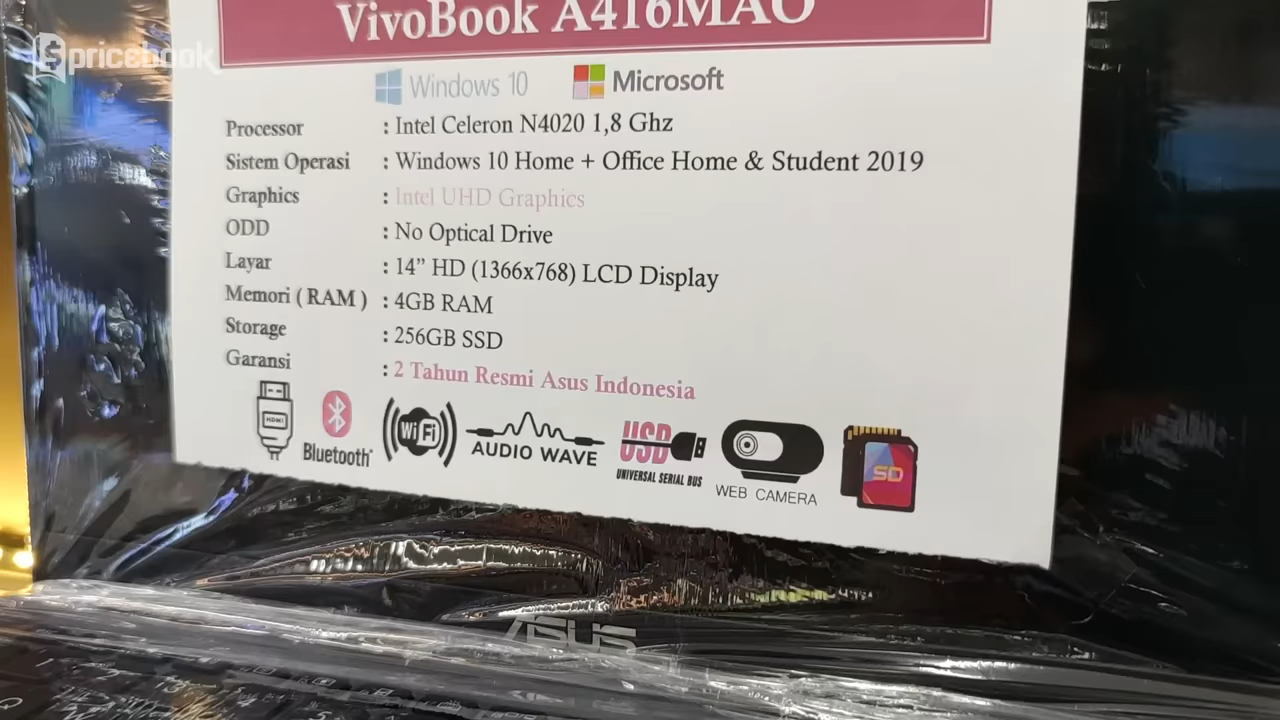 pricebook
VivoBook A416MAO
Windows 10 Microsoft
Processor : Intel Celeron N4020 1,8 Ghz
Sistem Operasi : Windows 10 Home + Office Home & Student 2019
Graphics : Intel UHD Graphics
ODD : No Optical Drive
Layar : 14” HD (1366x768) LCD Display
Memori ( RAM ) : 4GB RAM
Storage : 256GB SSD
Garansi : 2 Tahun Resmi Asus Indonesia
HDMI
Bluetooth
WiFi
AUDIO WAVE
USB
UNIVERSAL SERIAL BUS
WEB CAMERA
SD
ASUS